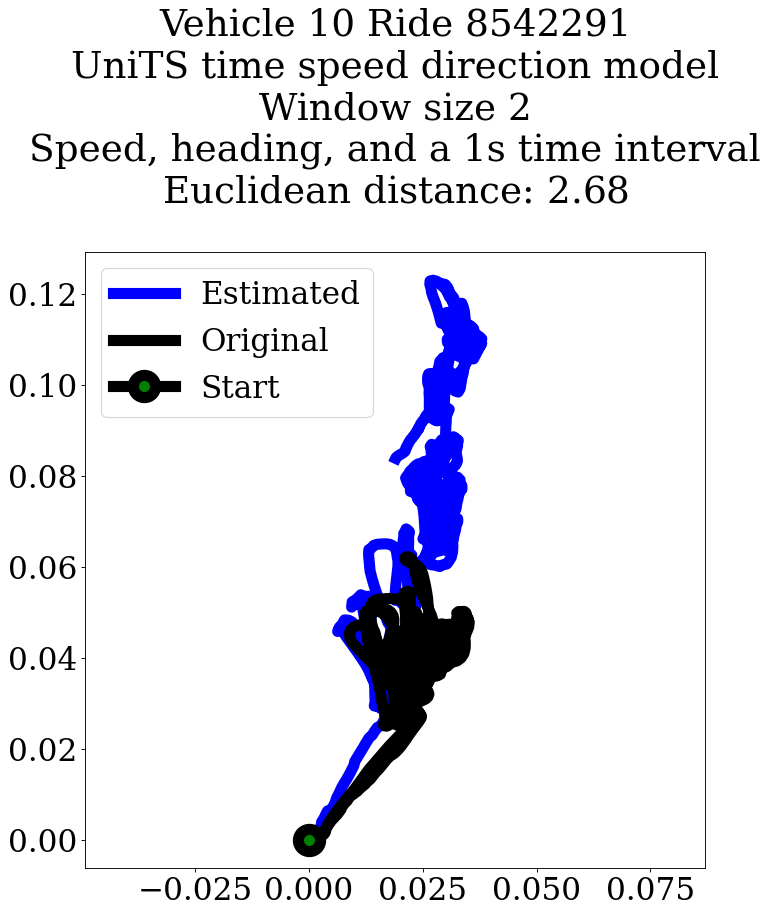 Vehicle 10 Ride 8542291
UniTS time speed direction model
Window size 2
Speed, heading, and a 1s time interval
Euclidean distance: 2.68
Estimated
Original
Start
0.12
0.10
0.08
0.06
0.04
0.02
0.00
−0.025 0.000 0.025 0.050 0.075